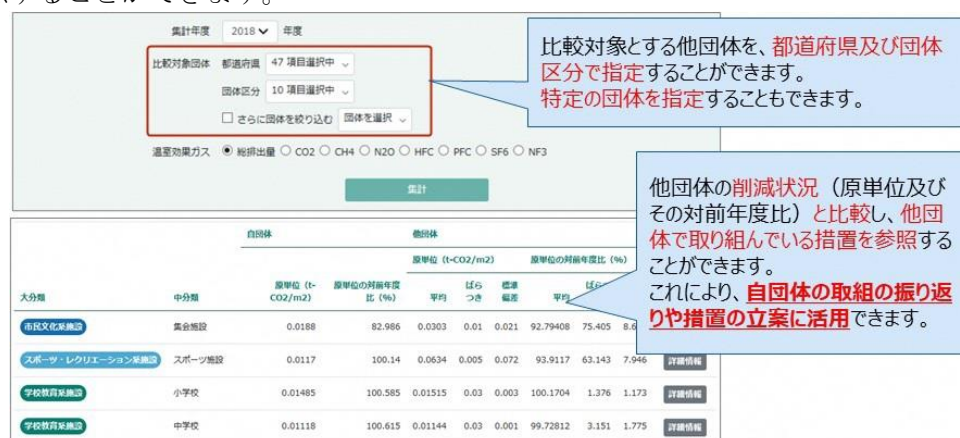 することができます。
集計年度 2018 年度
比較対象団体 都道府県 47 項目選択中
団体区分 10 項目選択中
さらに団体を絞り込む 団体を選択
温室効果ガス 総排出量 CO2 CH4 N2O HFC PFC SF6 NF3
集計
比較対象とする他団体を、都道府県及び団体
区分で指定することができます。
特定の団体を指定することもできます。
他団体の削減状況（原単位及び
その対前年度比）と比較し、他団
体で取り組んでいる措置を参照する
ことができます。
これにより、自団体の取組の振り返
りや措置の立案に活用できます。
自団体 他団体
原単位 (t-CO2/m2) 原単位の対前年度比 (%)
大分類 中分類 原単位 (t-CO2/m2) 原単位の対前年度比 (%) 平均 ばらつき 標準偏差 平均
市民文化系施設 集会施設 0.0188 82.986 0.0303 0.01 0.021 92.79408 75.405
スポーツ・レクリエーション系施設 スポーツ施設 0.0117 100.14 0.0634 0.005 0.072 93.9117 63.143 7.946 詳細情報
学校教育系施設 小学校 0.01485 100.585 0.01515 0.03 0.003 100.1704 1.376 1.173 詳細情報
学校教育系施設 中学校 0.01118 100.615 0.01144 0.03 0.001 99.72812 3.151 1.775 詳細情報